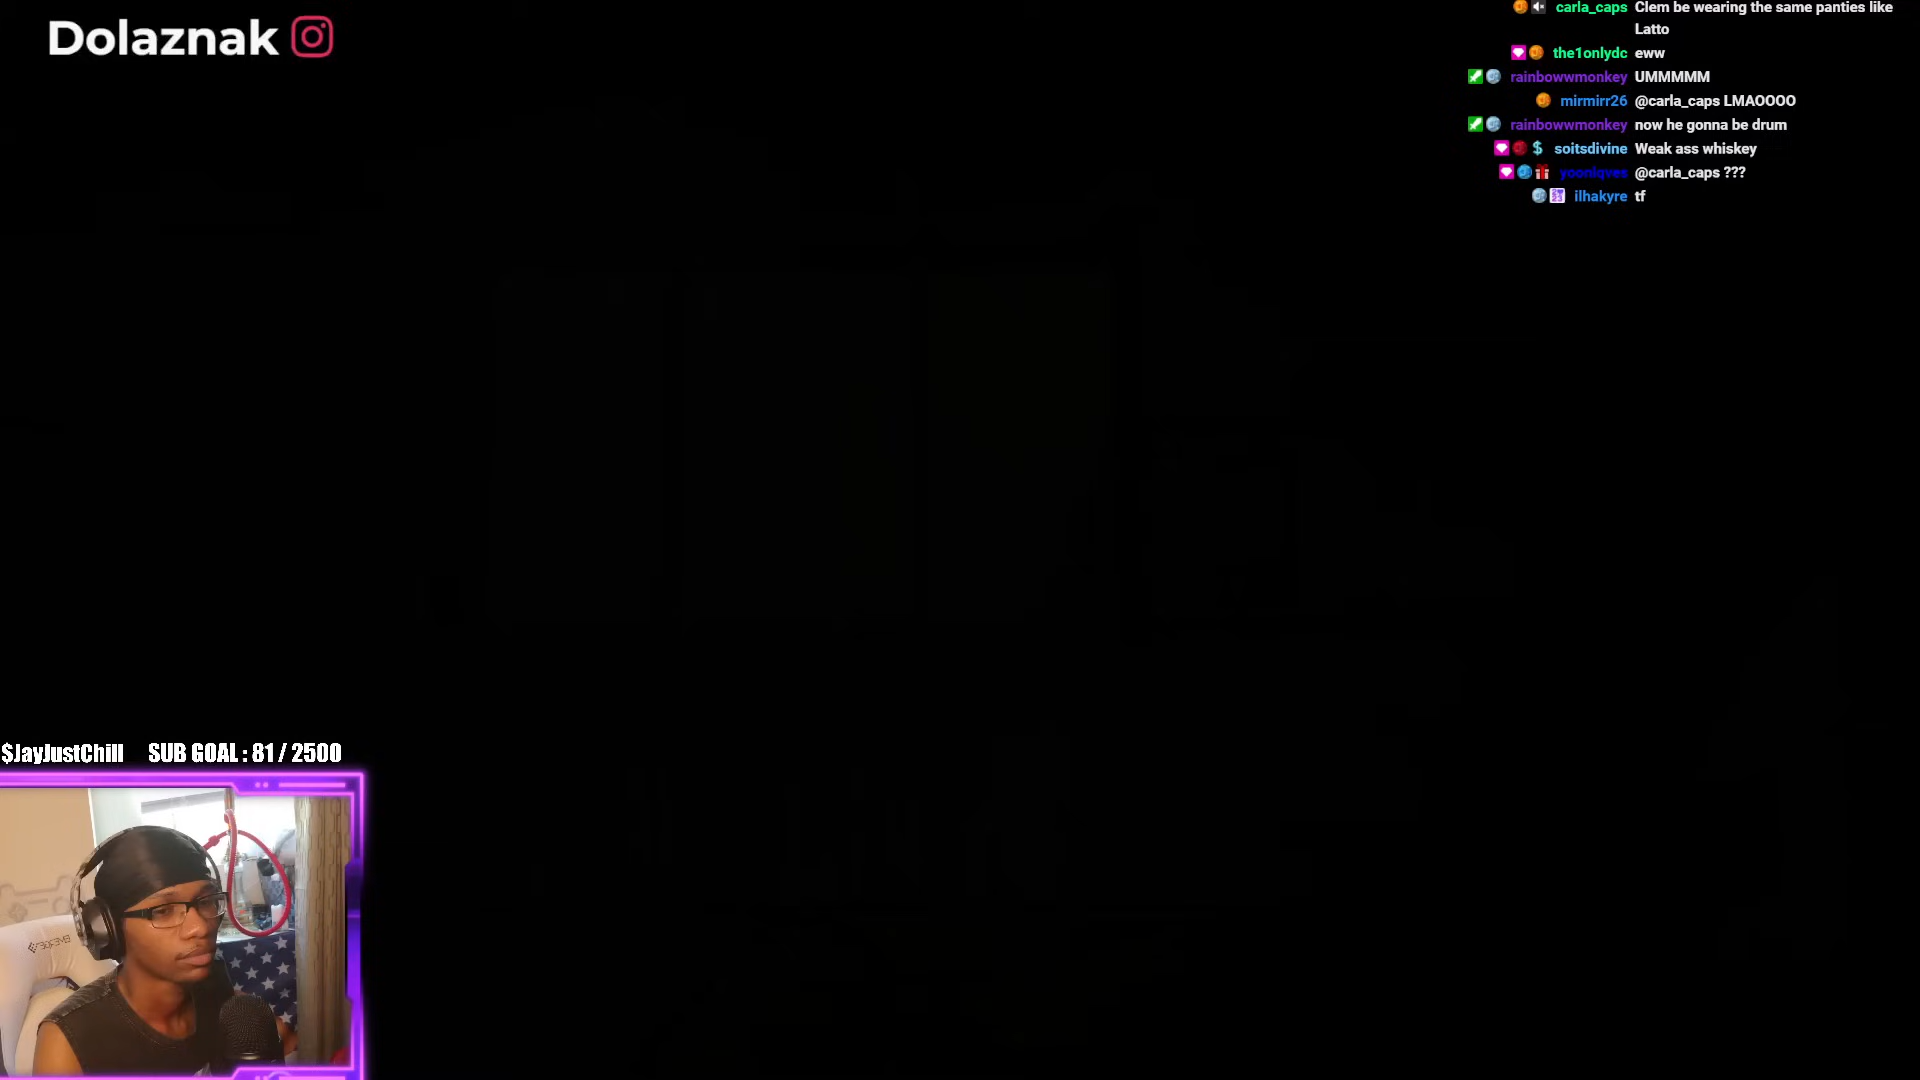 Dolaznak
carla_caps Clem be wearing the same panties like
Latto
the1onlydc eww
rainbowwmonkey UMMMMM
mirmirr26 @carla_caps LMAOOOO
rainbowwmonkey now he gonna be drum
soitsdivine Weak ass whiskey
yoonlqves @carla_caps ???
ilhakyre tf
$JayJustChill SUB GOAL : 81 / 2500